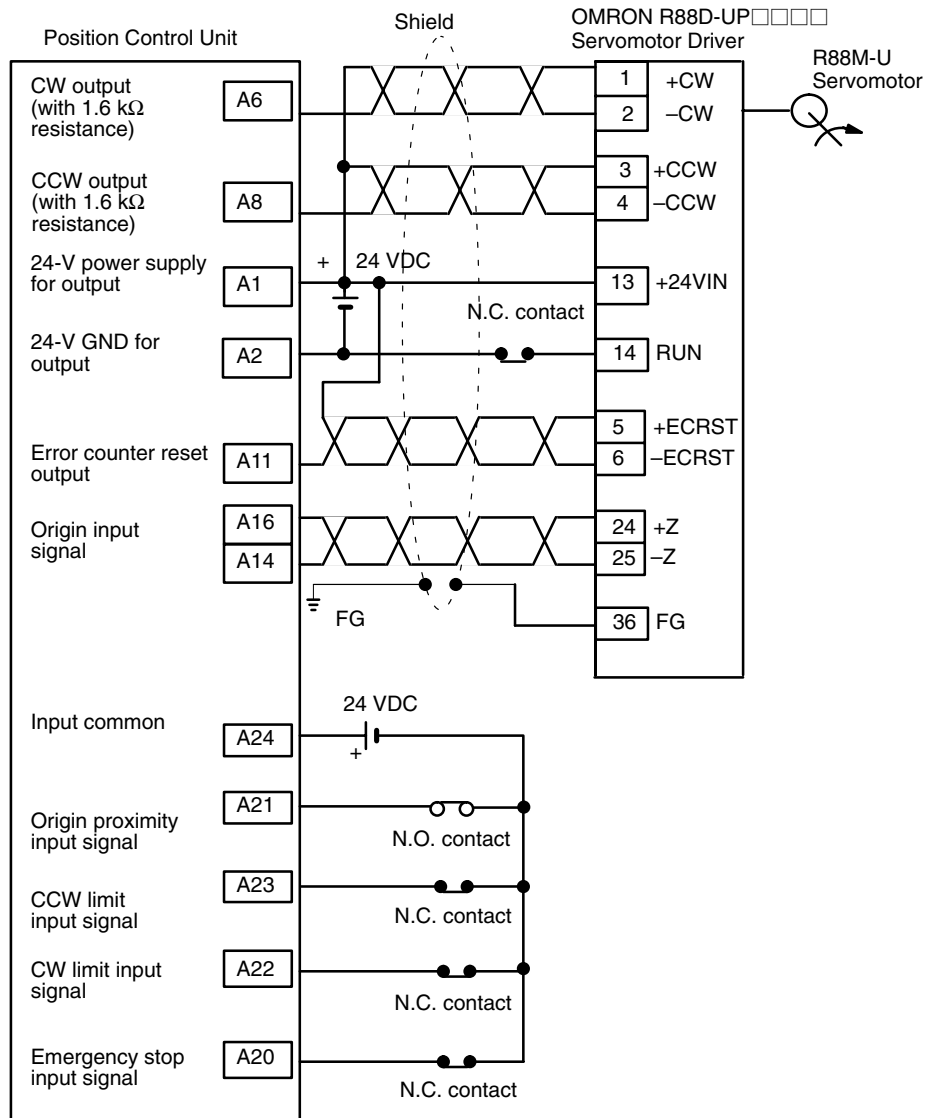 Shield
OMRON R88D-UP□□□□
Servomotor Driver
Position Control Unit
R88M-U
Servomotor
CW output
(with 1.6 kΩ
resistance)
A6
1
+CW
2
–CW
CCW output
(with 1.6 kΩ
resistance)
A8
3
+CCW
4
–CCW
24-V power supply
for output
A1
+
24 VDC
13
+24VIN
N.C. contact
24-V GND for
output
A2
14
RUN
Error counter reset
output
A11
5
+ECRST
6
–ECRST
Origin input
signal
A16
A14
24
+Z
25
–Z
FG
36
FG
24 VDC
Input common
A24
+
Origin proximity
input signal
A21
N.O. contact
CCW limit
input signal
A23
N.C. contact
CW limit input
signal
A22
N.C. contact
Emergency stop
input signal
A20
N.C. contact